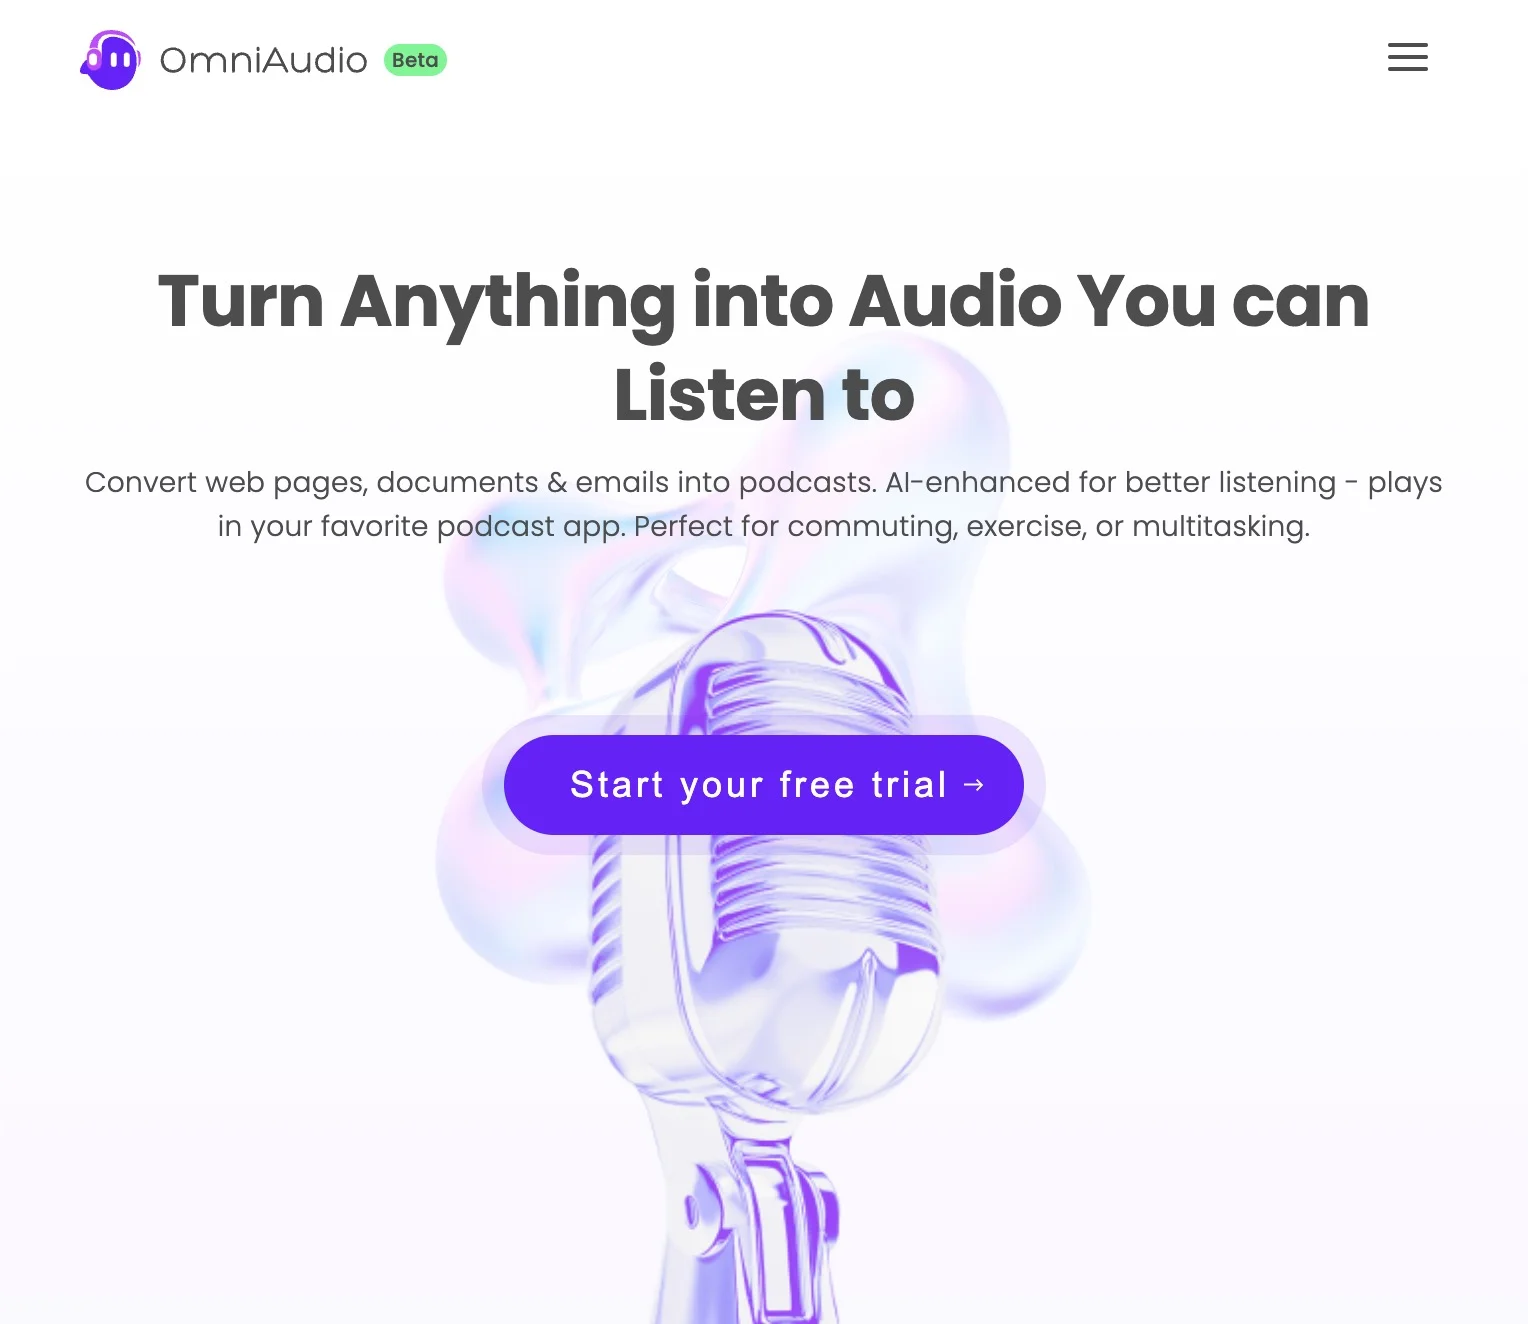 OmniAudio Beta
Turn Anything into Audio You can
Listen to
Convert web pages, documents & emails into podcasts. AI-enhanced for better listening - plays
in your favorite podcast app. Perfect for commuting, exercise, or multitasking.
Start your free trial →